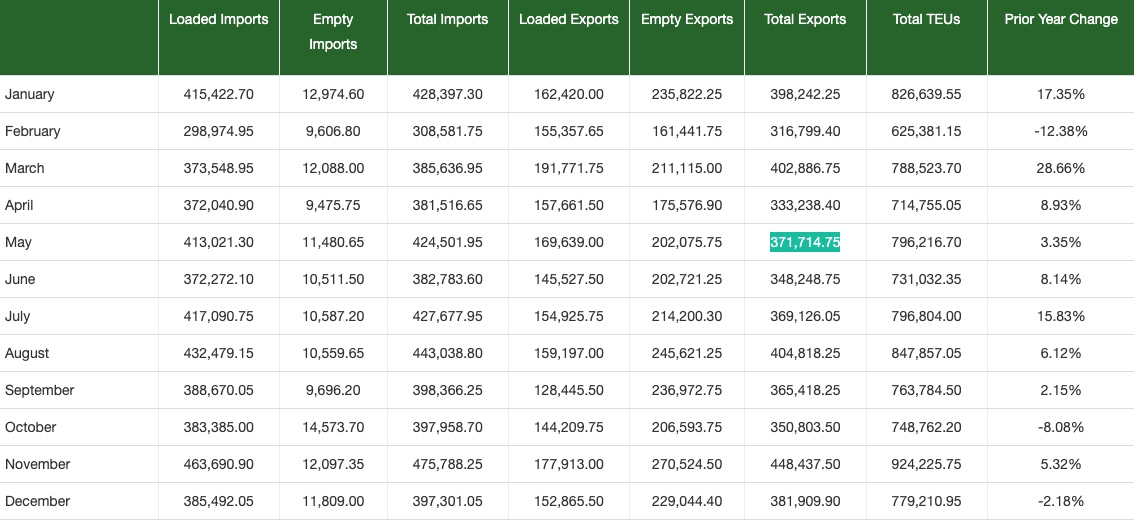 Loaded Imports Empty Imports Total Imports Loaded Exports Empty Exports Total Exports Total TEUs Prior Year Change
January 415,422.70 12,974.60 428,397.30 162,420.00 235,822.25 398,242.25 826,639.55 17.35%
February 298,974.95 9,606.80 308,581.75 155,357.65 161,441.75 316,799.40 625,381.15 -12.38%
March 373,548.95 12,088.00 385,636.95 191,771.75 211,115.00 402,886.75 788,523.70 28.66%
April 372,040.90 9,475.75 381,516.65 157,661.50 175,576.90 333,238.40 714,755.05 8.93%
May 413,021.30 11,480.65 424,501.95 169,639.00 202,075.75 371,714.75 796,216.70 3.35%
June 372,272.10 10,511.50 382,783.60 145,527.50 202,721.25 348,248.75 731,032.35 8.14%
July 417,090.75 10,587.20 427,677.95 154,925.75 214,200.30 369,126.05 796,804.00 15.83%
August 432,479.15 10,559.65 443,038.80 159,197.00 245,621.25 404,818.25 847,857.05 6.12%
September 388,670.05 9,696.20 398,366.25 128,445.50 236,972.75 365,418.25 763,784.50 2.15%
October 383,385.00 14,573.70 397,958.70 144,209.75 206,593.75 350,803.50 748,762.20 -8.08%
November 463,690.90 12,097.35 475,788.25 177,913.00 270,524.50 448,437.50 924,225.75 5.32%
December 385,492.05 11,809.00 397,301.05 152,865.50 229,044.40 381,909.90 779,210.95 -2.18%